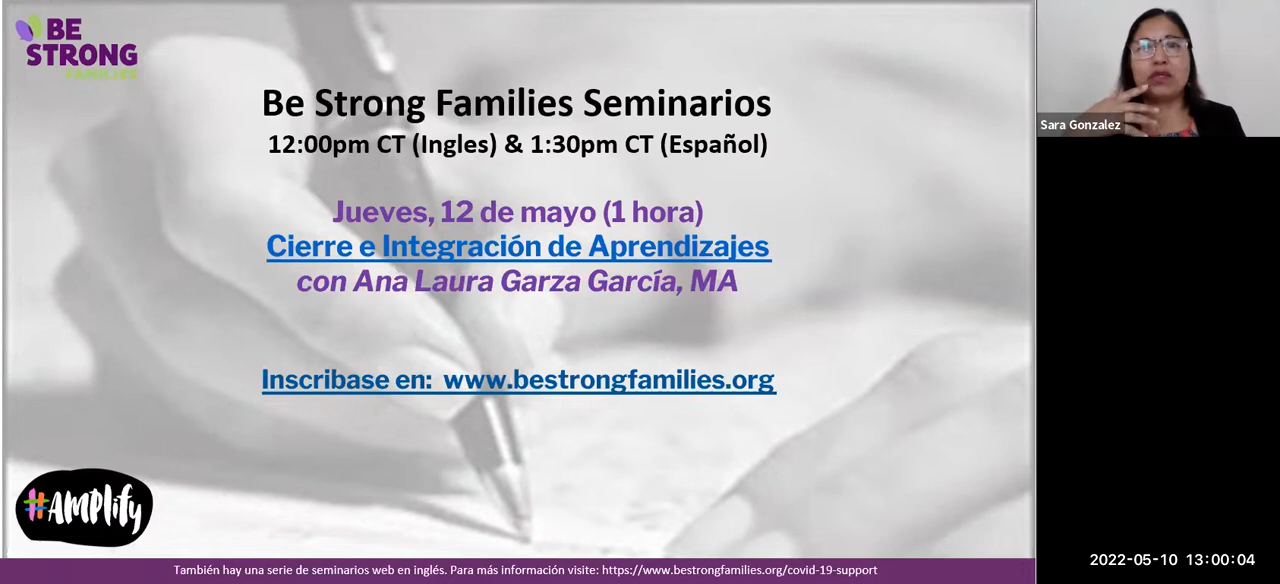 BE
STRONG
FAMILIES
Be Strong Families Seminarios
12:00pm CT (Ingles) & 1:30pm CT (Español)
Jueves, 12 de mayo (1 hora)
Cierre e Integración de Aprendizajes
con Ana Laura Garza García, MA
Inscribase en: www.bestrongfamilies.org
#AMPlify
También hay una serie de seminarios web en inglés. Para más información visite: https://www.bestrongfamilies.org/covid-19-support
Sara Gonzalez
2022-05-10 13:00:04